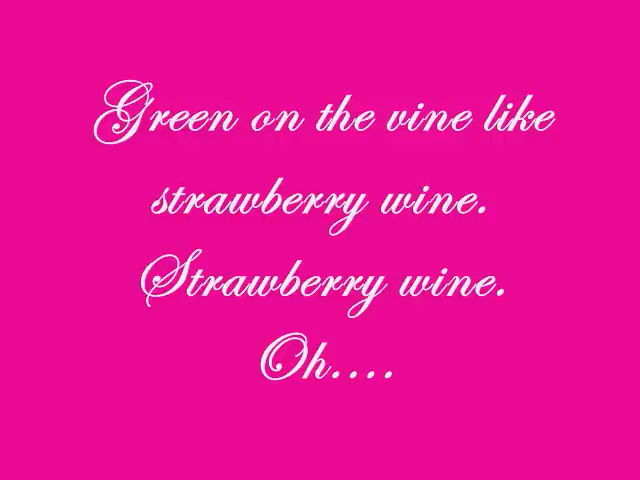 Green on the vine like
strawberry wine.
Strawberry wine.
Oh....